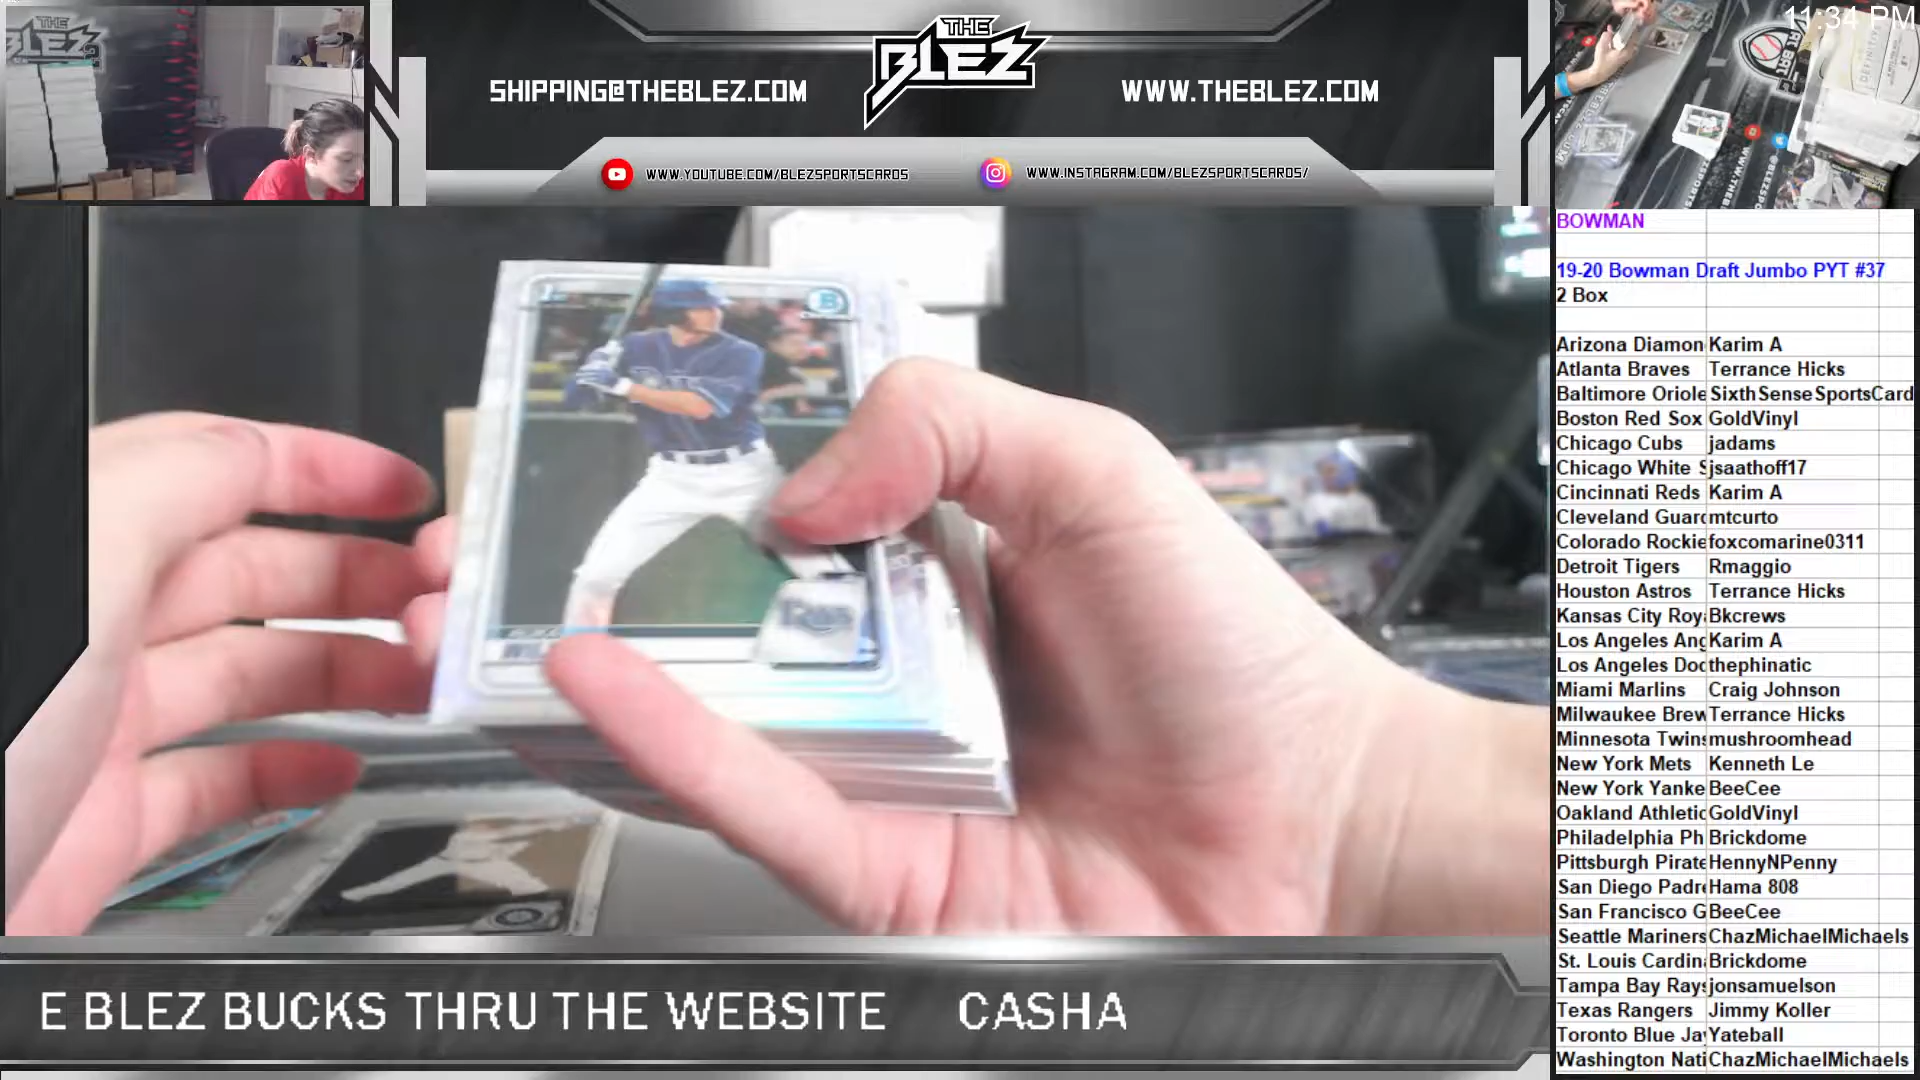 THE
BLEZ
SHIPPING@THEBLEZ.COM
THE
BLEZ
WWW.THEBLEZ.COM
WWW.YOUTUBE.COM/BLEZSPORTSCARDS
WWW.INSTAGRAM.COM/BLEZSPORTSCARDS/
11:34 PM
BOWMAN
19-20 Bowman Draft Jumbo PYT #37
2 Box
Arizona Diamon Karim A
Atlanta Braves Terrance Hicks
Baltimore Oriole SixthSenseSportsCard
Boston Red Sox GoldVinyl
Chicago Cubs jadams
Chicago White S jsaathoff17
Cincinnati Reds Karim A
Cleveland Guard mtcurto
Colorado Rockie foxcomarine0311
Detroit Tigers Rmaggio
Houston Astros Terrance Hicks
Kansas City Roy Bkcrews
Los Angeles Ang Karim A
Los Angeles Dod thephinatic
Miami Marlins Craig Johnson
Milwaukee Brew Terrance Hicks
Minnesota Twins mushroomhead
New York Mets Kenneth Le
New York Yanke BeeCee
Oakland Athletic GoldVinyl
Philadelphia Ph Brickdome
Pittsburgh Pirate HennyNPenny
San Diego Padre Hama 808
San Francisco G BeeCee
Seattle Mariners ChazMichaelMichaels
St. Louis Cardina Brickdome
Tampa Bay Rays jonsamuelson
Texas Rangers Jimmy Koller
Toronto Blue Jay Yateball
Washington Nati ChazMichaelMichaels
E BLEZ BUCKS THRU THE WEBSITE CASHA